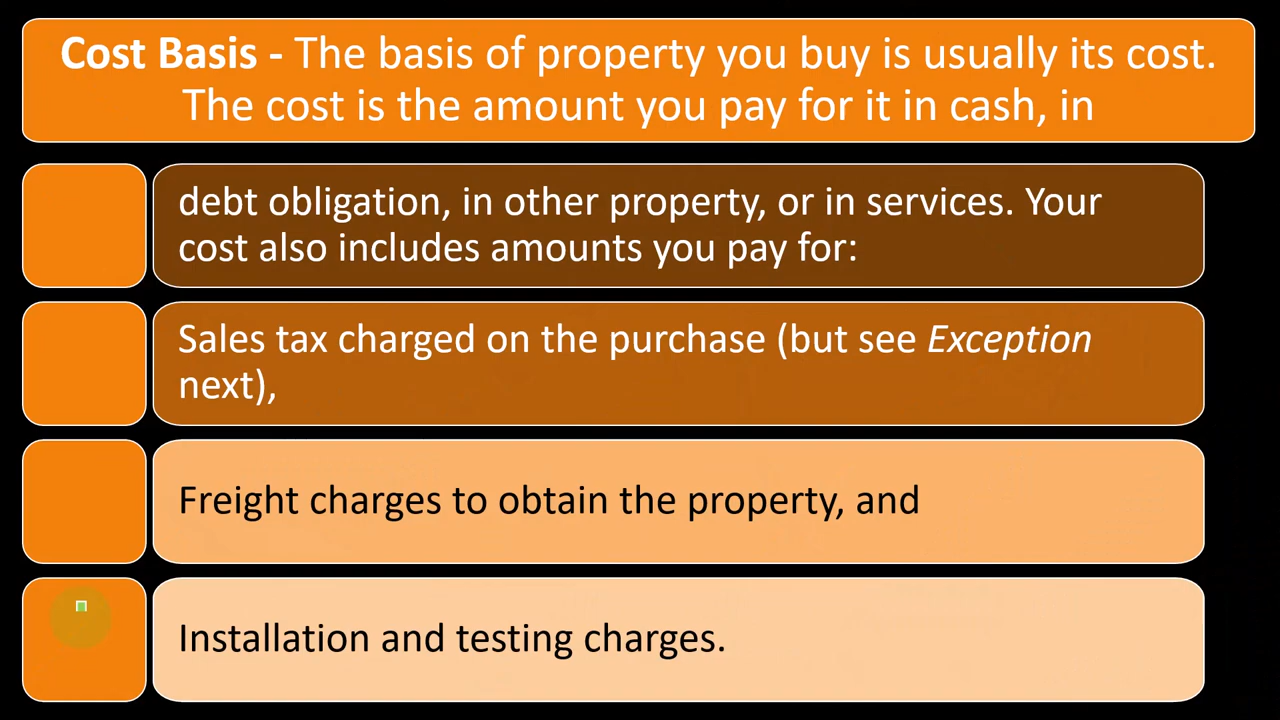 Cost Basis - The basis of property you buy is usually its cost.
The cost is the amount you pay for it in cash, in
debt obligation, in other property, or in services. Your
cost also includes amounts you pay for:
Sales tax charged on the purchase (but see Exception
next),
Freight charges to obtain the property, and
Installation and testing charges.